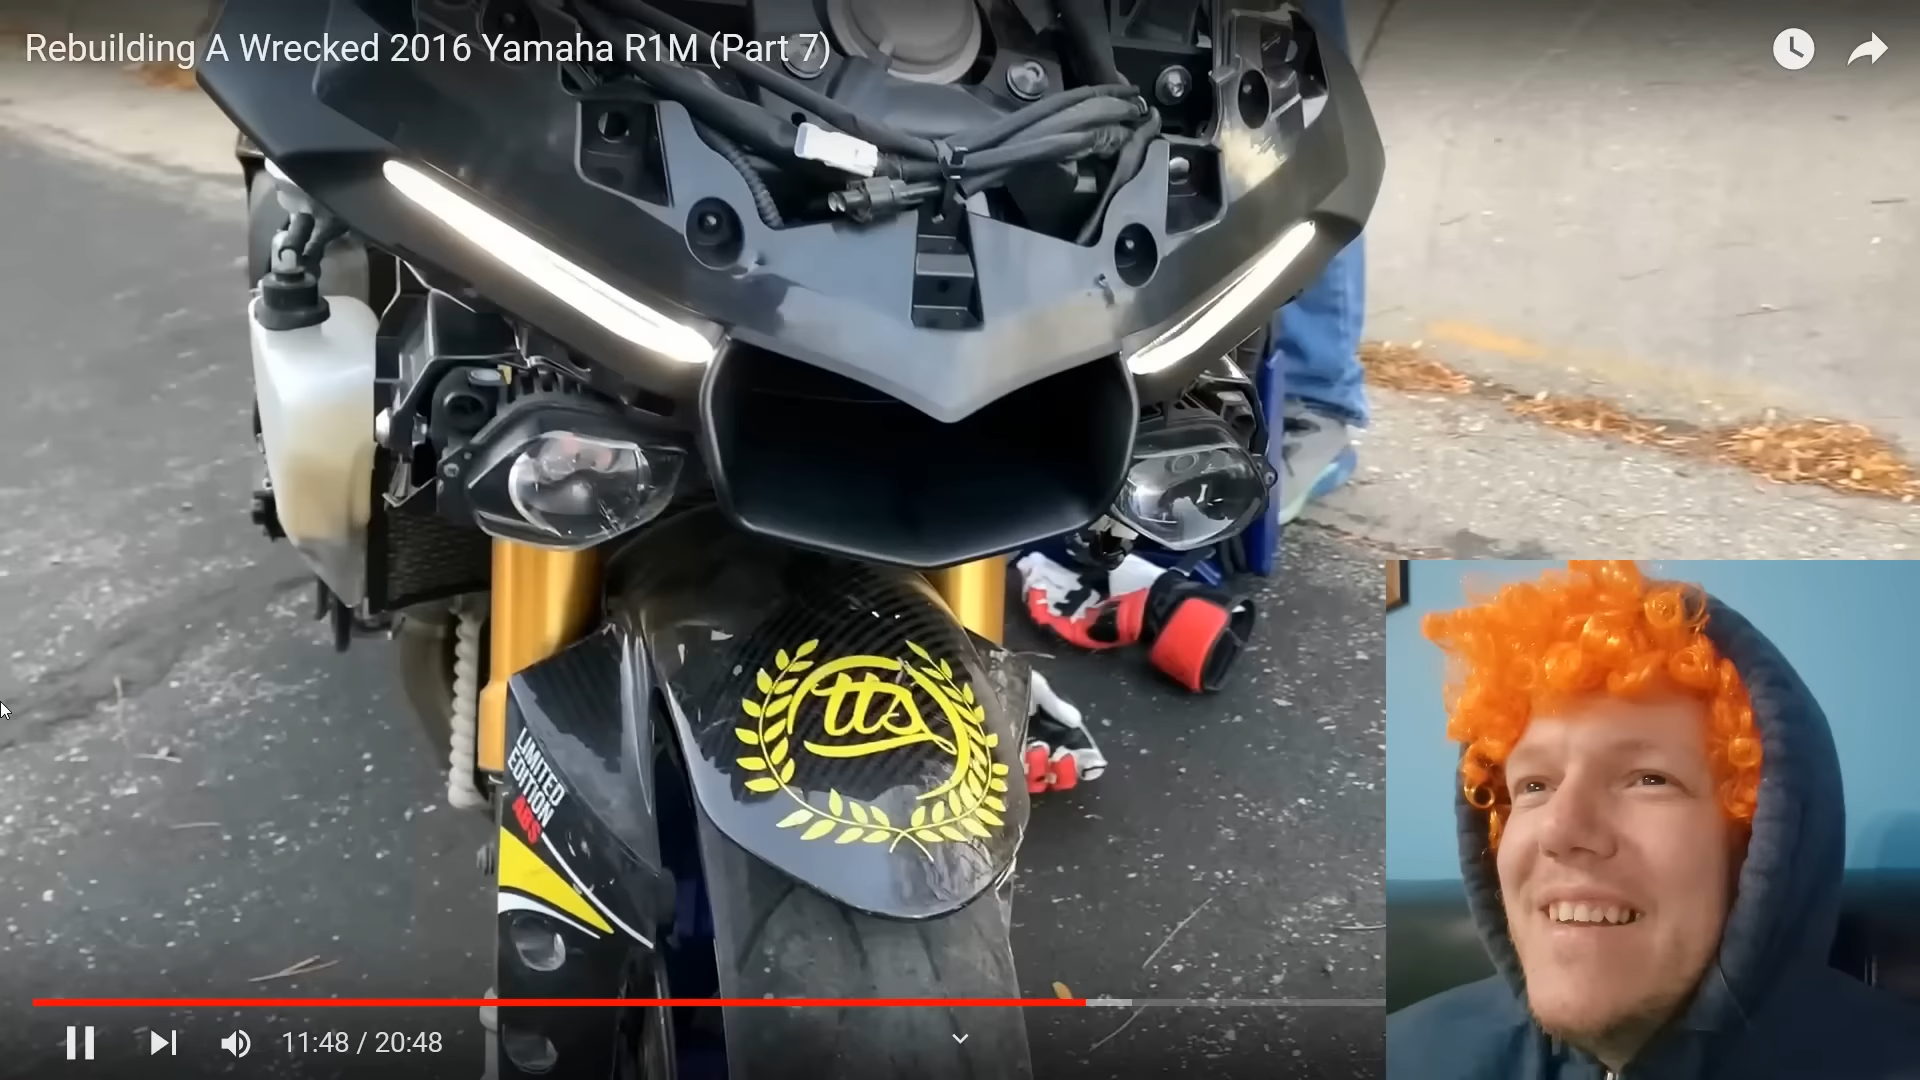 Rebuilding A Wrecked 2016 Yamaha R1M (Part 7)
tts
LIMITED
EDITION
ABS
11:48 / 20:48